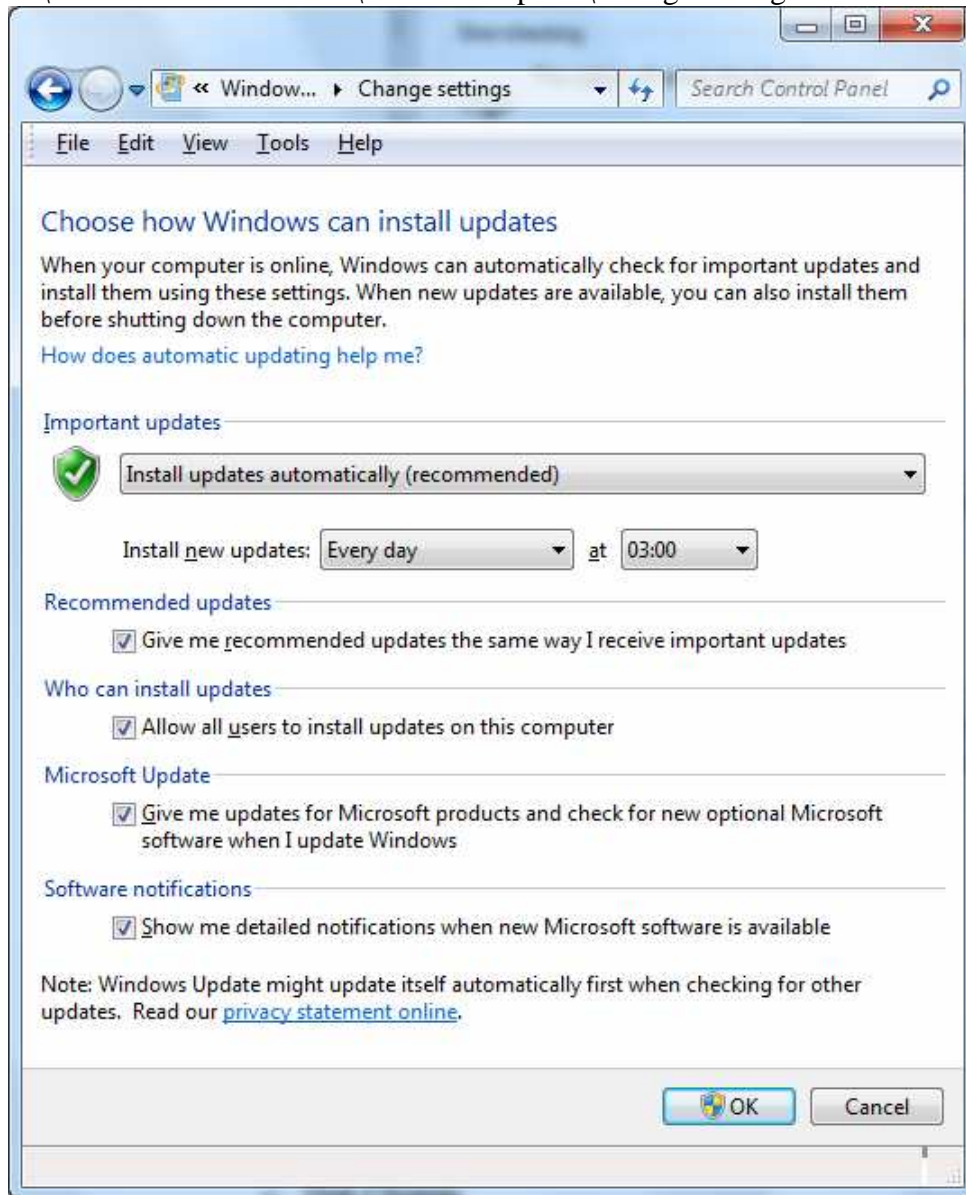 « Window... ▸ Change settings
Search Control Panel
File Edit View Tools Help
Choose how Windows can install updates
When your computer is online, Windows can automatically check for important updates and
install them using these settings. When new updates are available, you can also install them
before shutting down the computer.
How does automatic updating help me?
Important updates
Install updates automatically (recommended)
Install new updates: Every day at 03:00
Recommended updates
Give me recommended updates the same way I receive important updates
Who can install updates
Allow all users to install updates on this computer
Microsoft Update
Give me updates for Microsoft products and check for new optional Microsoft
software when I update Windows
Software notifications
Show me detailed notifications when new Microsoft software is available
Note: Windows Update might update itself automatically first when checking for other
updates. Read our privacy statement online.
OK Cancel